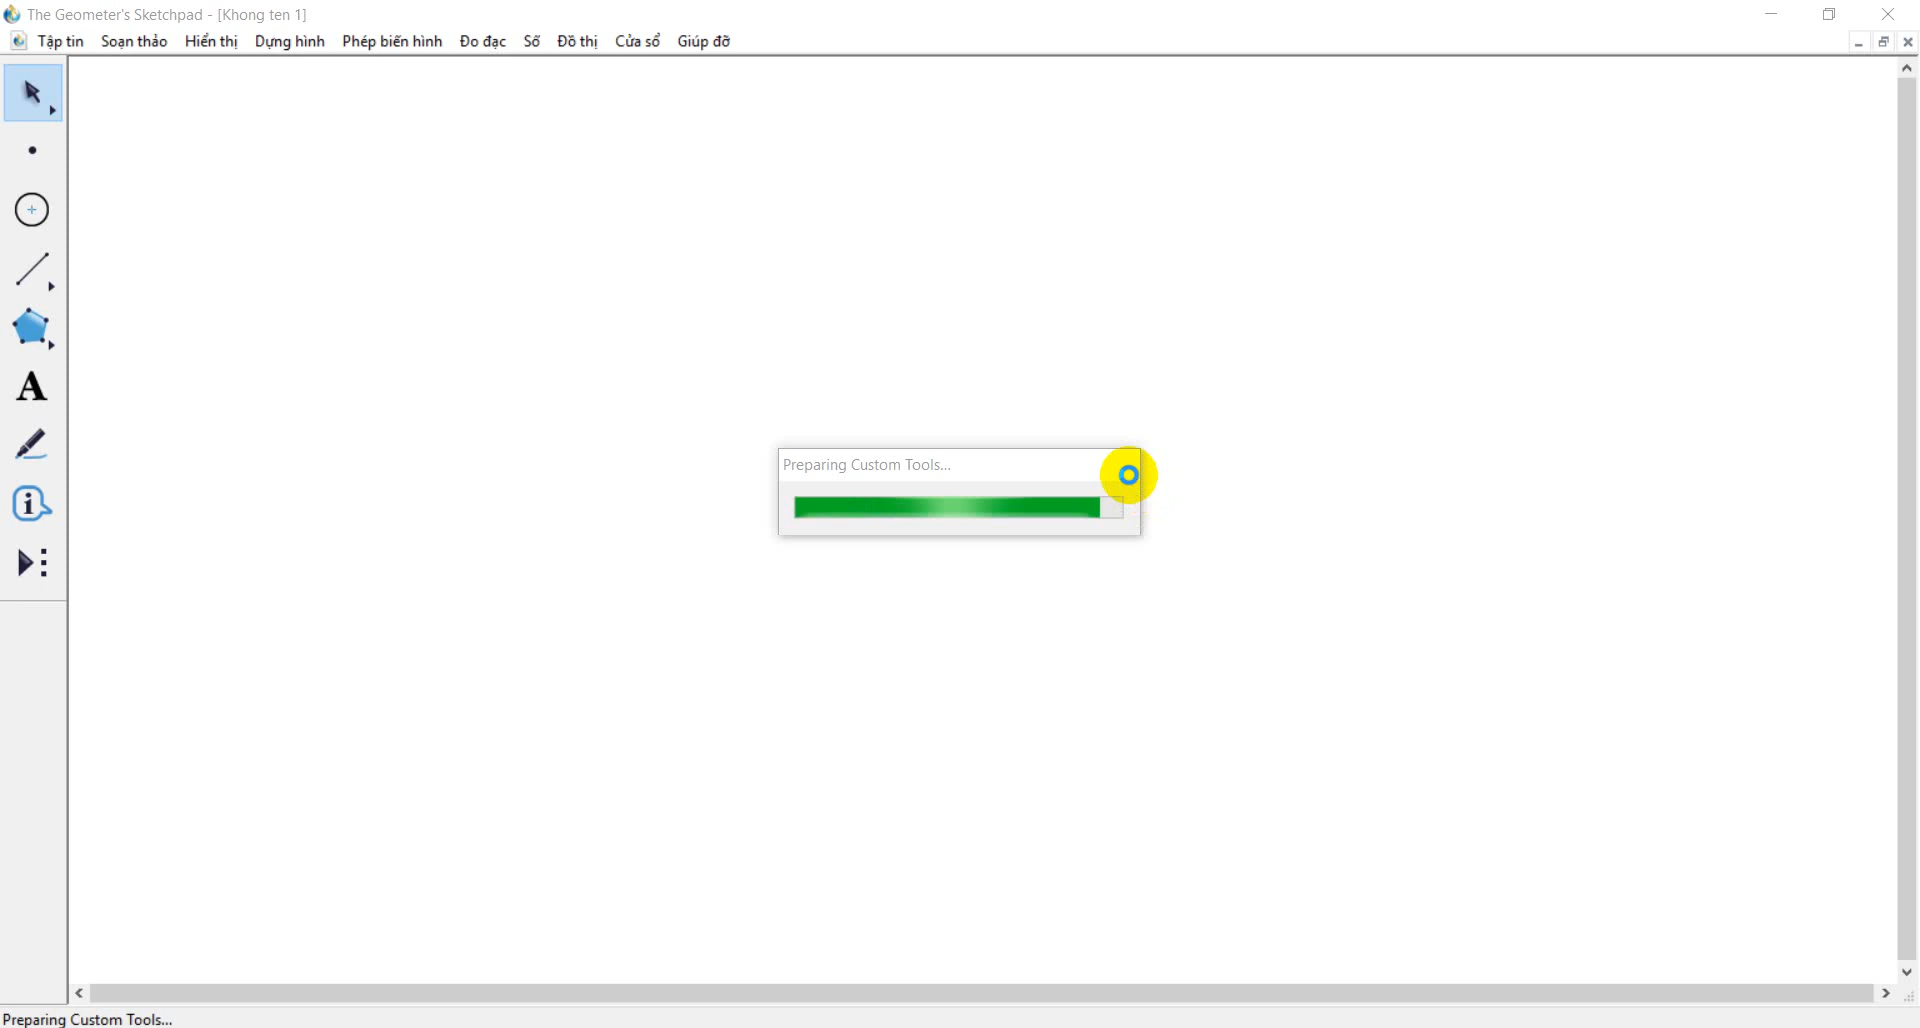 The Geometer's Sketchpad - [Khong ten 1]
Tập tin Soạn thảo Hiển thị Dựng hình Phép biến hình Đo đạc Số Đồ thị Cửa sổ Giúp đỡ
A
Preparing Custom Tools...
Preparing Custom Tools...